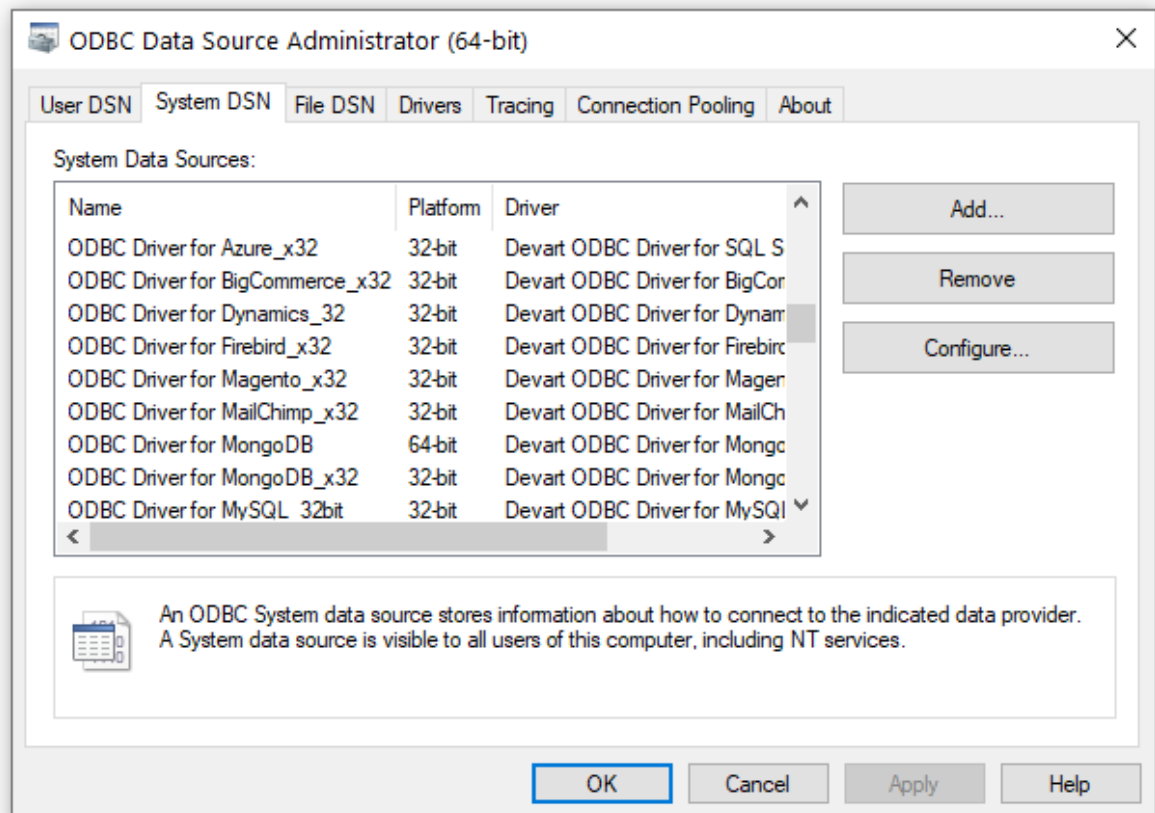 ODBC Data Source Administrator (64-bit)
User DSN System DSN File DSN Drivers Tracing Connection Pooling About
System Data Sources:
Name Platform Driver
ODBC Driver for Azure_x32 32-bit Devart ODBC Driver for SQL S
ODBC Driver for BigCommerce_x32 32-bit Devart ODBC Driver for BigCor
ODBC Driver for Dynamics_32 32-bit Devart ODBC Driver for Dynam
ODBC Driver for Firebird_x32 32-bit Devart ODBC Driver for Firebirc
ODBC Driver for Magento_x32 32-bit Devart ODBC Driver for Magen
ODBC Driver for MailChimp_x32 32-bit Devart ODBC Driver for MailCh
ODBC Driver for MongoDB 64-bit Devart ODBC Driver for Mongo
ODBC Driver for MongoDB_x32 32-bit Devart ODBC Driver for Mongo
ODBC Driver for MySQL_32bit 32-bit Devart ODBC Driver for MySQl
Add...
Remove
Configure...
An ODBC System data source stores information about how to connect to the indicated data provider.
A System data source is visible to all users of this computer, including NT services.
OK Cancel Apply Help